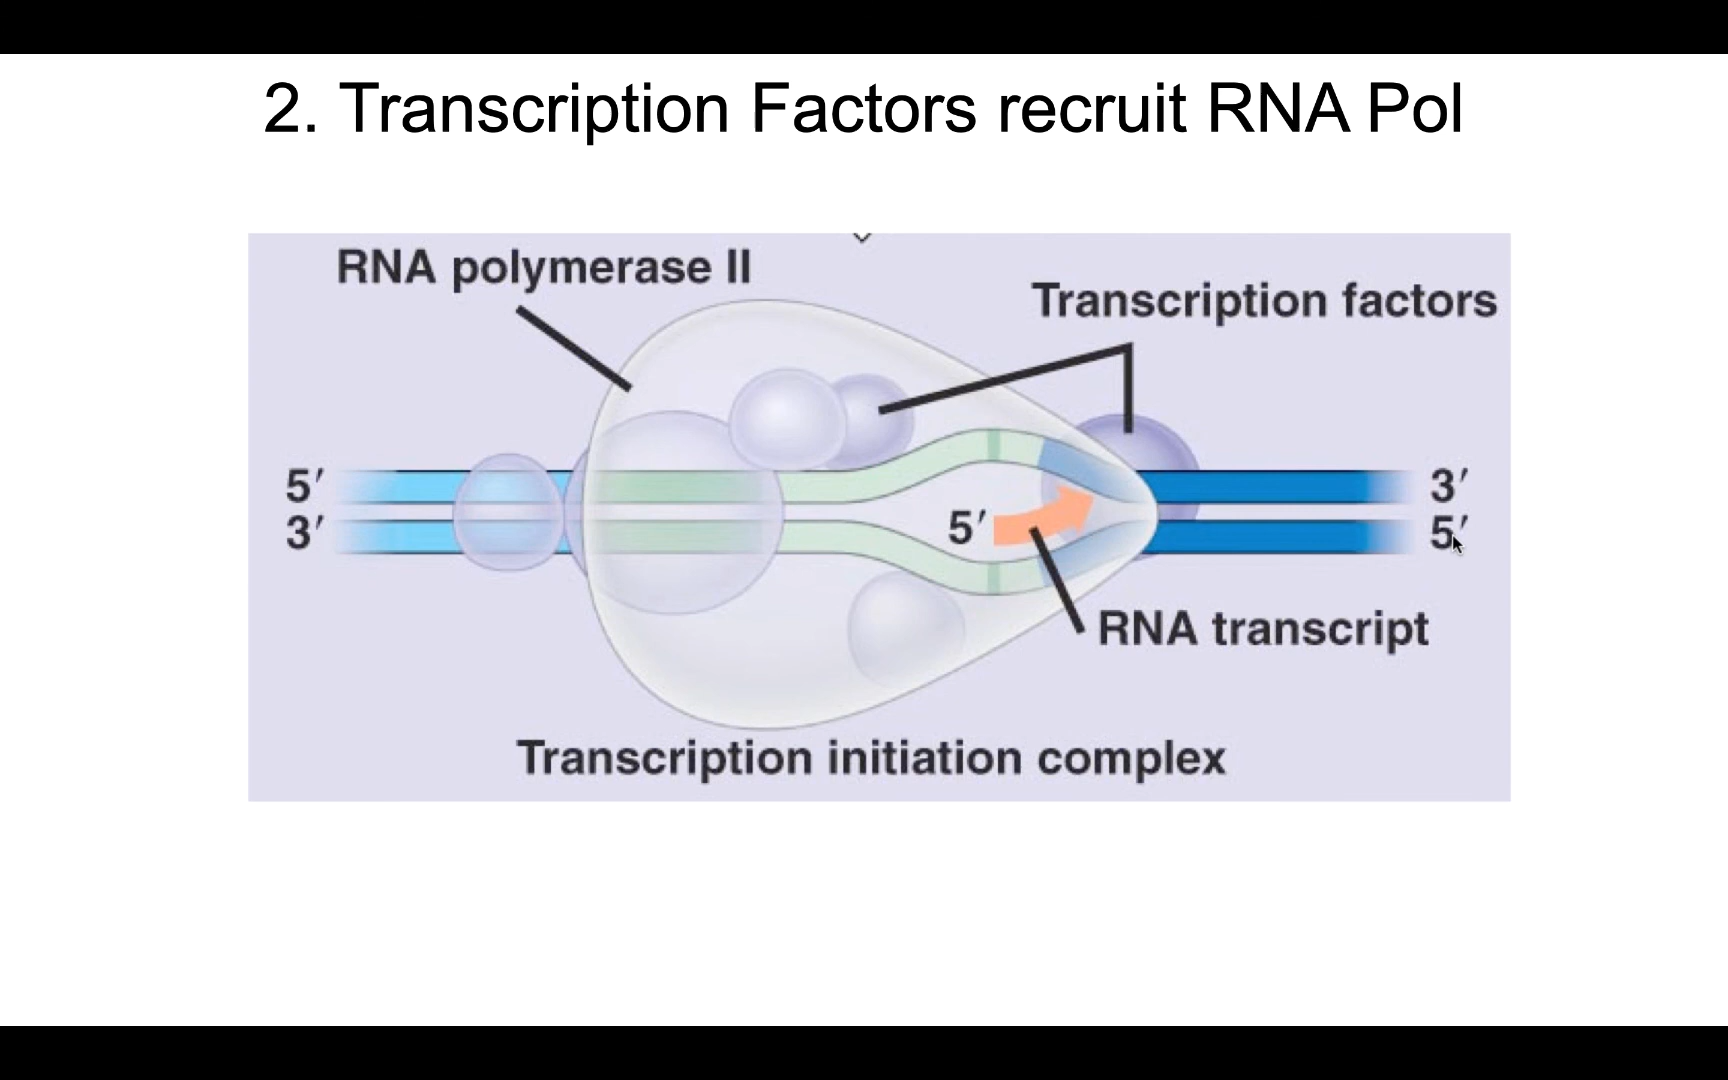 2. Transcription Factors recruit RNA Pol
RNA polymerase II
Transcription factors
5′
3′
3′
5′
5′
RNA transcript
Transcription initiation complex